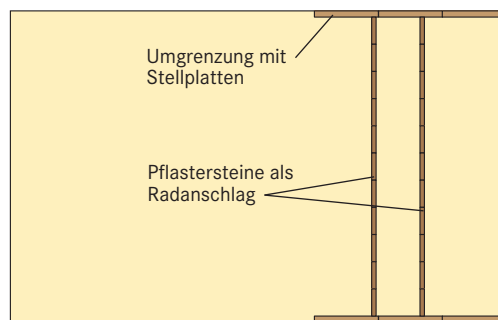 Umgrenzung mit
Stellplatten
Pflastersteine als
Radanschlag